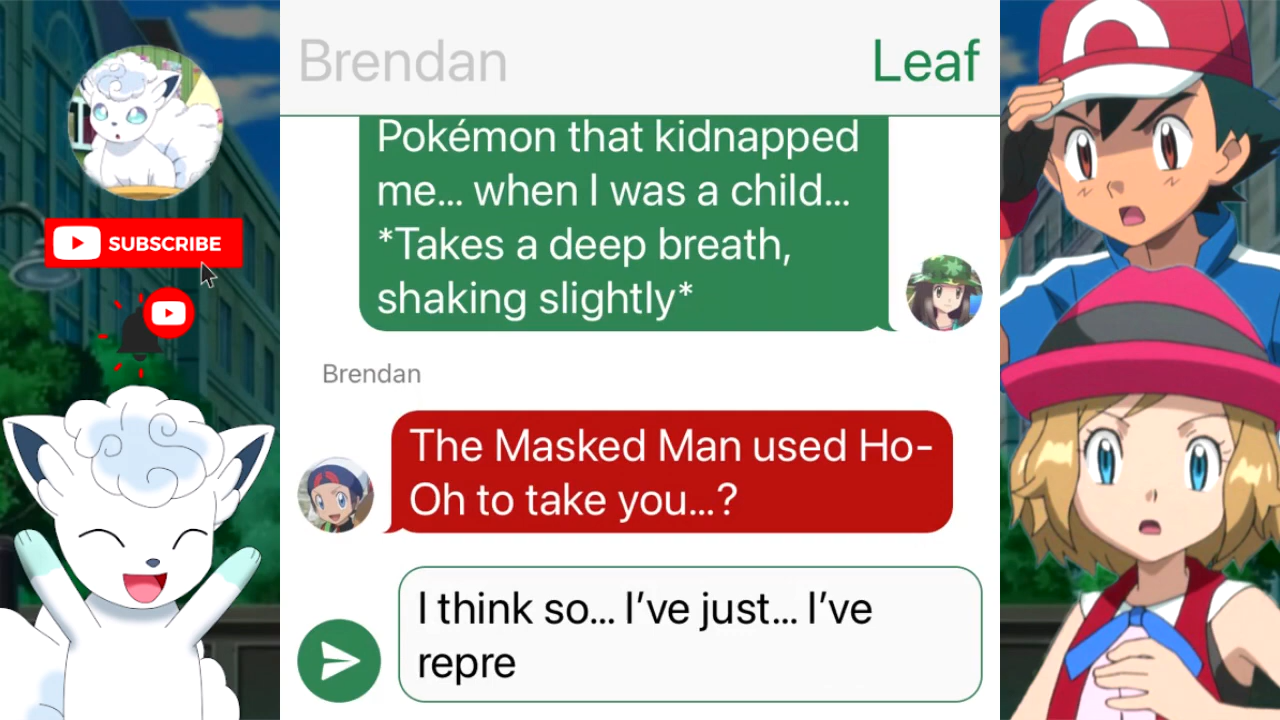 Brendan
Leaf
Pokémon that kidnapped
me... when I was a child...
*Takes a deep breath,
shaking slightly*
SUBSCRIBE
Brendan
The Masked Man used Ho-
Oh to take you...?
I think so... I’ve just... I’ve
repre